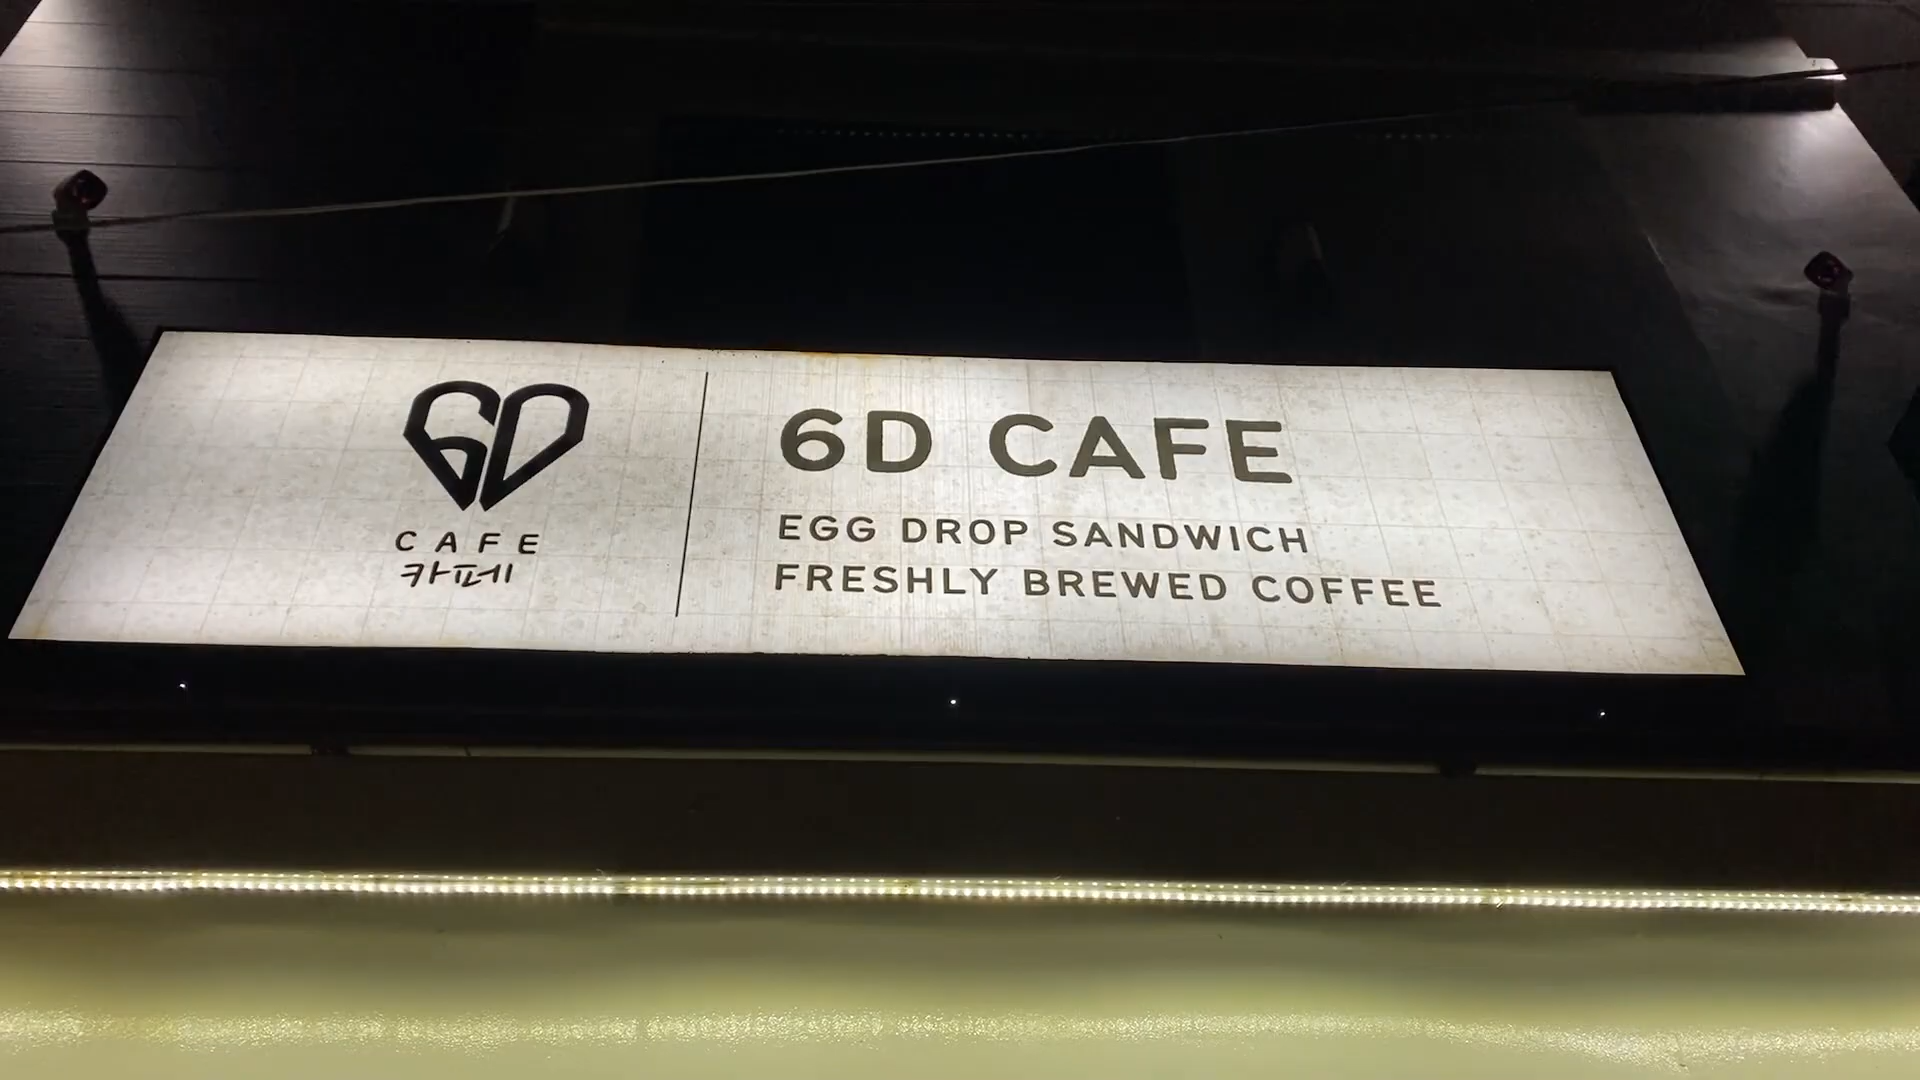 6D
CAFE
카페
6D CAFE
EGG DROP SANDWICH
FRESHLY BREWED COFFEE